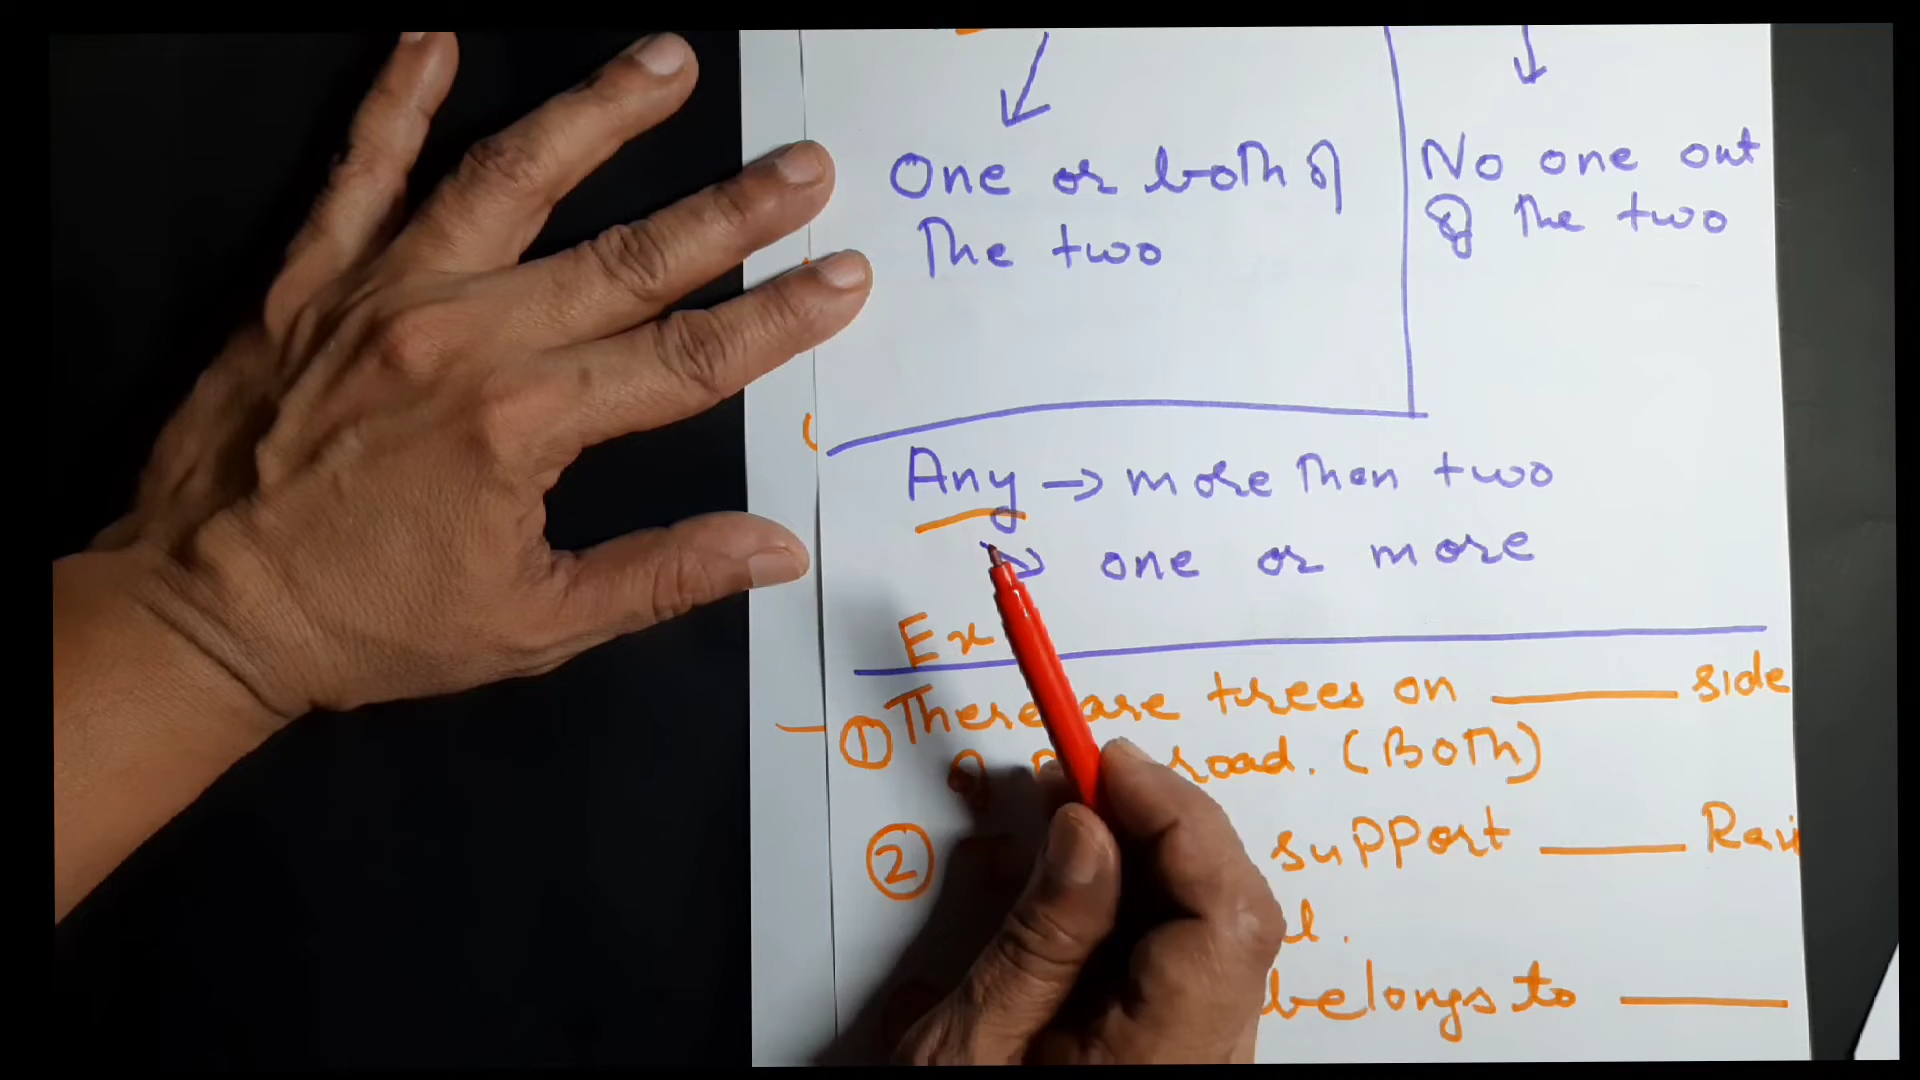 One or both of
The two
No one out
of the two
Any → more than two
→ one or more
Ex
① There are trees on ______ side
road. (Both)
② support ______ Ravi
belongs to ______